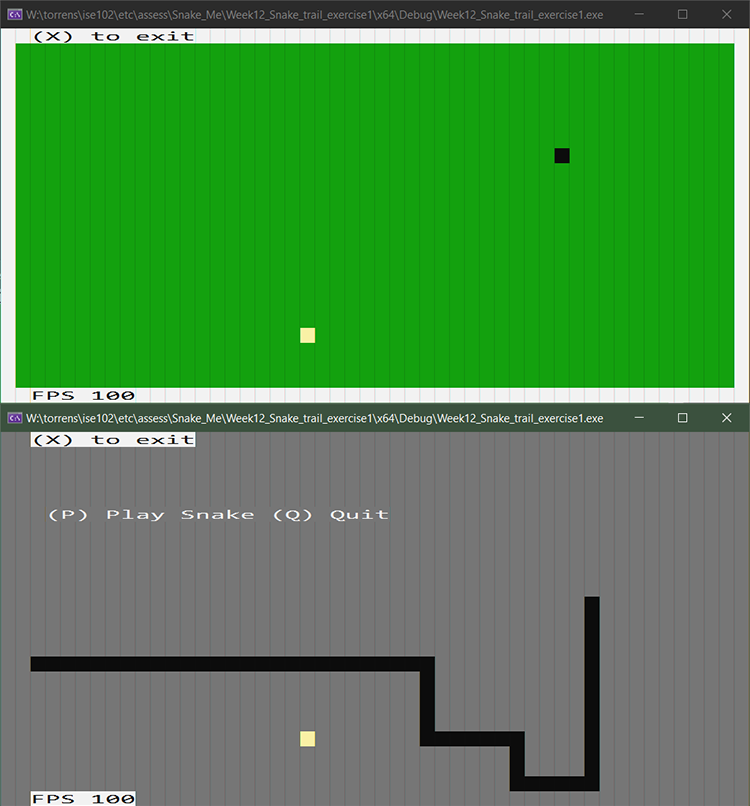 W:\torrens\ise102\etc\assess\Snake_Me\Week12_Snake_trail_exercise1\x64\Debug\Week12_Snake_trail_exercise1.exe
(X) to exit
FPS 100
W:\torrens\ise102\etc\assess\Snake_Me\Week12_Snake_trail_exercise1\x64\Debug\Week12_Snake_trail_exercise1.exe
(X) to exit
(P) Play Snake (Q) Quit
FPS 100